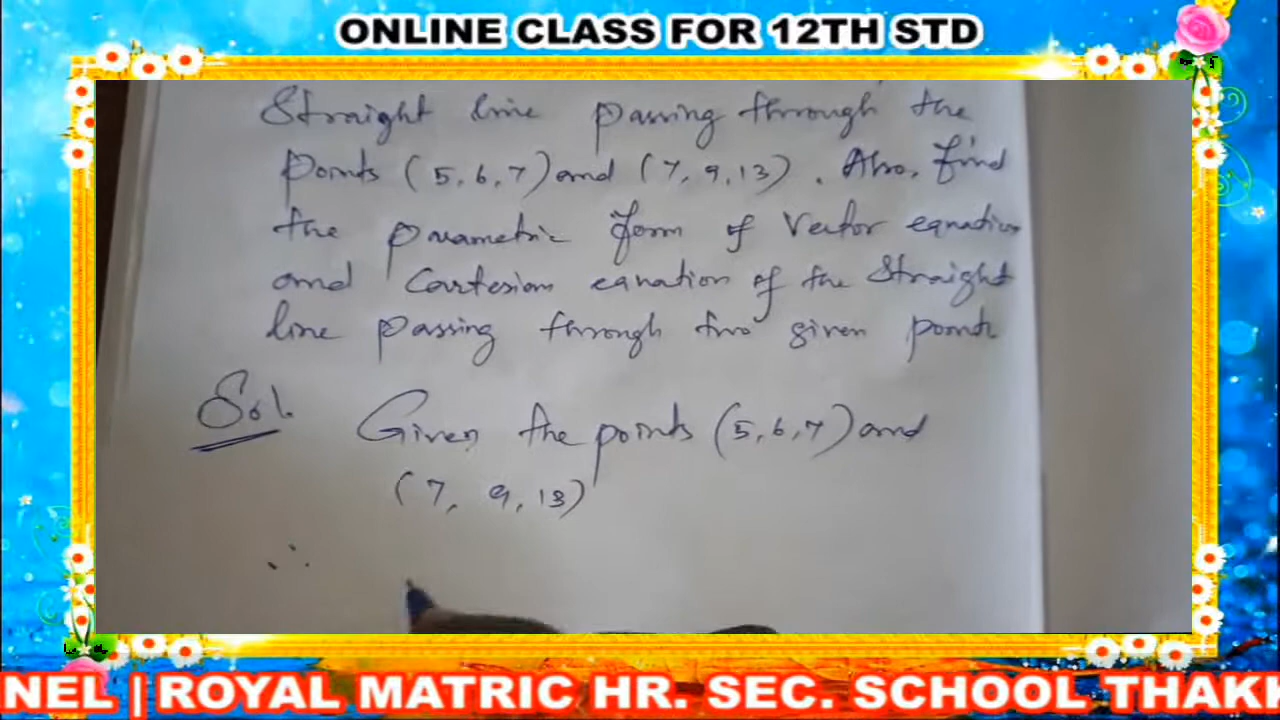 ONLINE CLASS FOR 12TH STD
Straight line passing through the
points (5, 6, 7) and (7, 9, 13). Also, find
the parametric form of vector equation
and Cartesian equation of the straight
line passing through two given points
Sol.
Given the points (5, 6, 7) and
(7, 9, 13)
∴
NEL | ROYAL MATRIC HR. SEC. SCHOOL THAKK